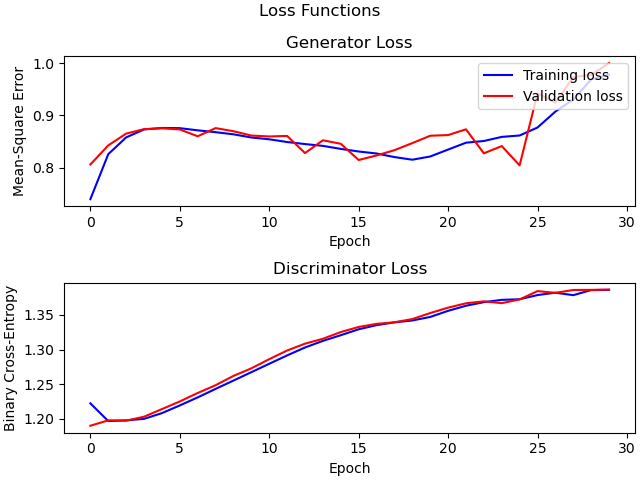 Loss Functions
Generator Loss
Mean-Square Error
1.0
0.9
0.8
Training loss
Validation loss
0 5 10 15 20 25 30
Epoch
Discriminator Loss
Binary Cross-Entropy
1.35
1.30
1.25
1.20
0 5 10 15 20 25 30
Epoch